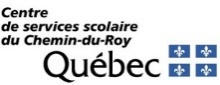 Centre
de services scolaire
du Chemin-du-Roy
Québec